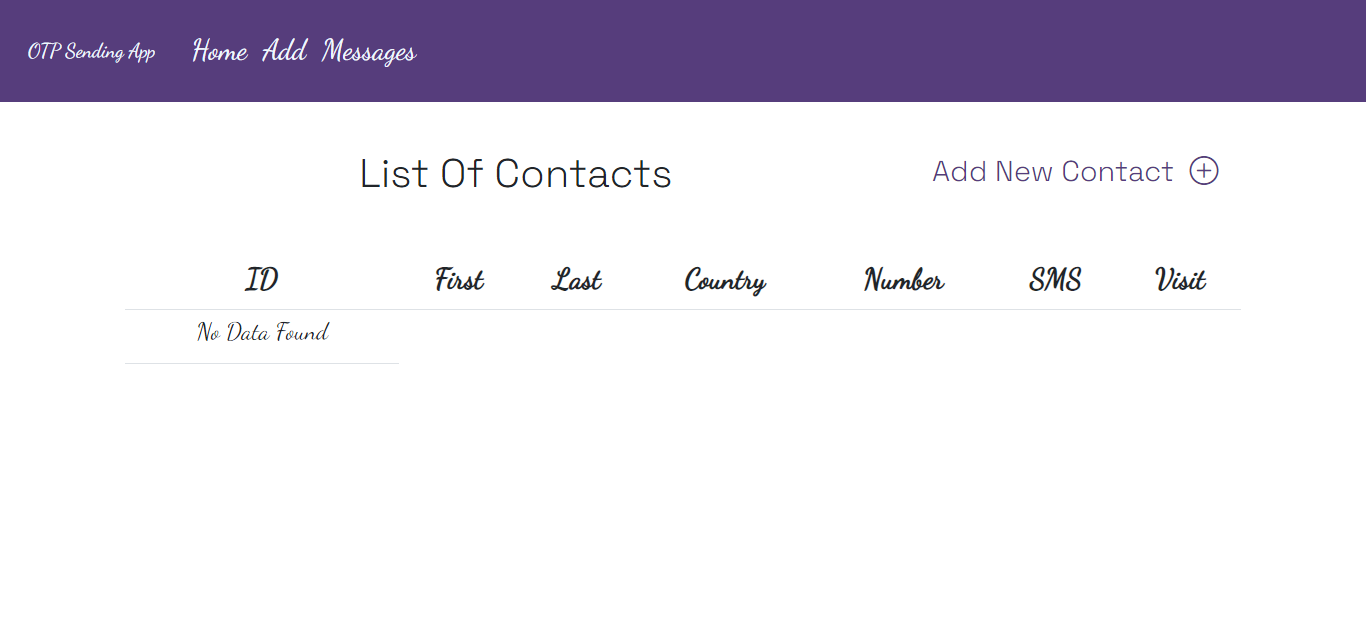 OTP Sending App Home Add Messages
List Of Contacts Add New Contact
ID First Last Country Number SMS Visit
No Data Found